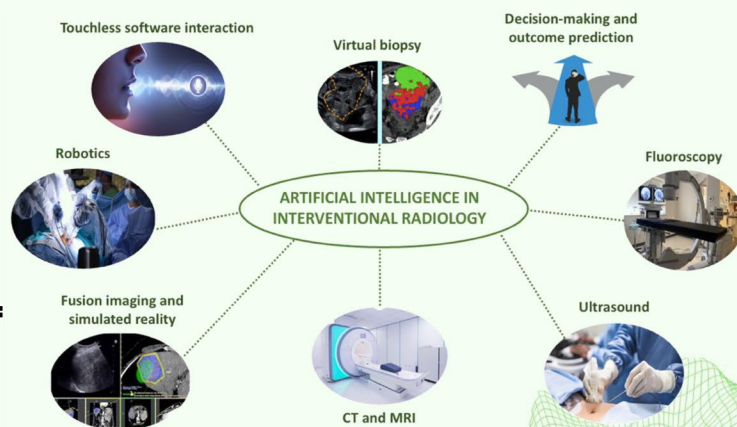 Touchless software interaction
Virtual biopsy
Decision-making and
outcome prediction
Robotics
Fluoroscopy
ARTIFICIAL INTELLIGENCE IN
INTERVENTIONAL RADIOLOGY
Fusion imaging and
simulated reality
Ultrasound
CT and MRI